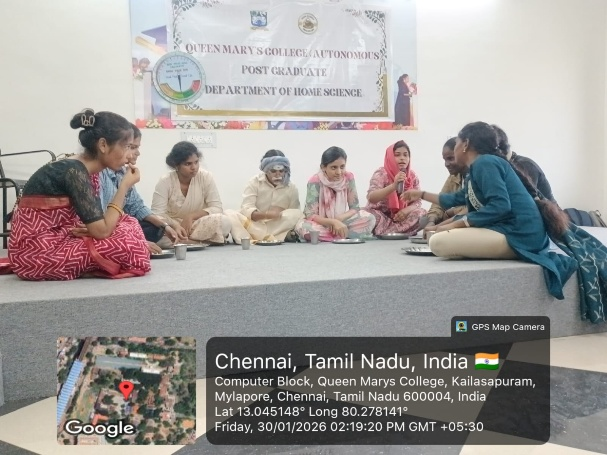 QUEEN MARY'S COLLEGE (AUTONOMOUS
POST GRADUATE
DEPARTMENT OF HOME SCIENCE
GPS Map Camera
Chennai, Tamil Nadu, India
Computer Block, Queen Marys College, Kailasapuram,
Mylapore, Chennai, Tamil Nadu 600004, India
Lat 13.045148° Long 80.278141°
Friday, 30/01/2026 02:19:20 PM GMT +05:30
Google